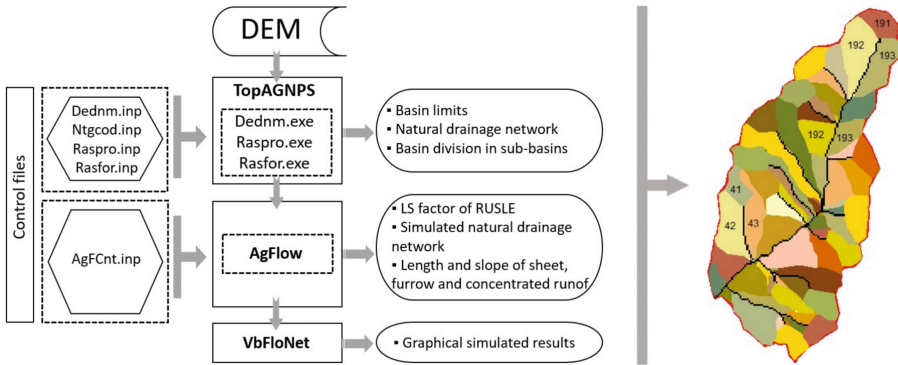 DEM
Control files
Dednm.inp
Ntgcod.inp
Raspro.inp
Rasfor.inp
TopAGNPS
Dednm.exe
Raspro.exe
Rasfor.exe
▪ Basin limits
▪ Natural drainage network
▪ Basin division in sub-basins
AgFCnt.inp
AgFlow
▪ LS factor of RUSLE
▪ Simulated natural drainage
network
▪ Length and slope of sheet,
furrow and concentrated runof
VbFloNet
▪ Graphical simulated results
191
192
193
192
193
41
42
43